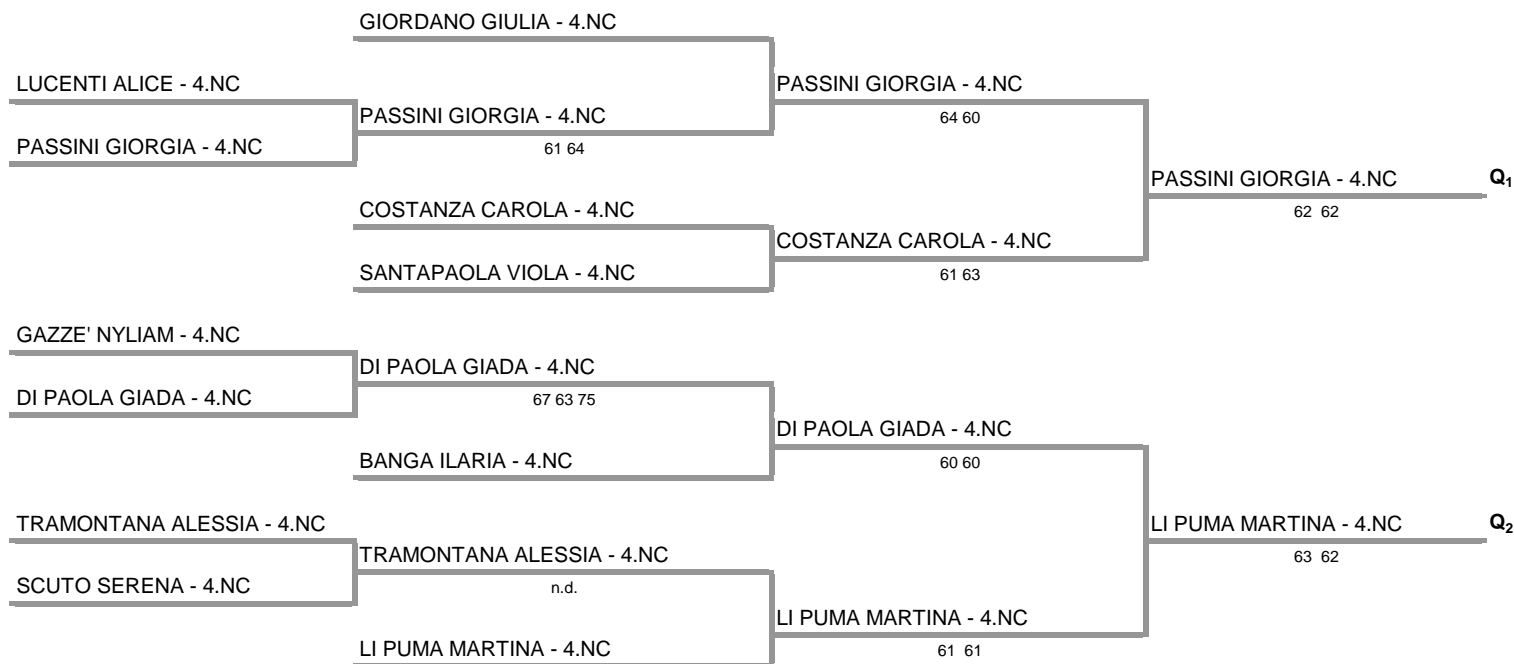 GIORDANO GIULIA - 4.NC
LUCENTI ALICE - 4.NC
PASSINI GIORGIA - 4.NC
PASSINI GIORGIA - 4.NC
64 60
PASSINI GIORGIA - 4.NC
61 64
PASSINI GIORGIA - 4.NC
Q1
62 62
COSTANZA CAROLA - 4.NC
COSTANZA CAROLA - 4.NC
61 63
SANTAPAOLA VIOLA - 4.NC
GAZZE' NYLIAM - 4.NC
DI PAOLA GIADA - 4.NC
67 63 75
DI PAOLA GIADA - 4.NC
DI PAOLA GIADA - 4.NC
60 60
BANGA ILARIA - 4.NC
TRAMONTANA ALESSIA - 4.NC
LI PUMA MARTINA - 4.NC
Q2
63 62
TRAMONTANA ALESSIA - 4.NC
n.d.
SCUTO SERENA - 4.NC
LI PUMA MARTINA - 4.NC
61 61
LI PUMA MARTINA - 4.NC